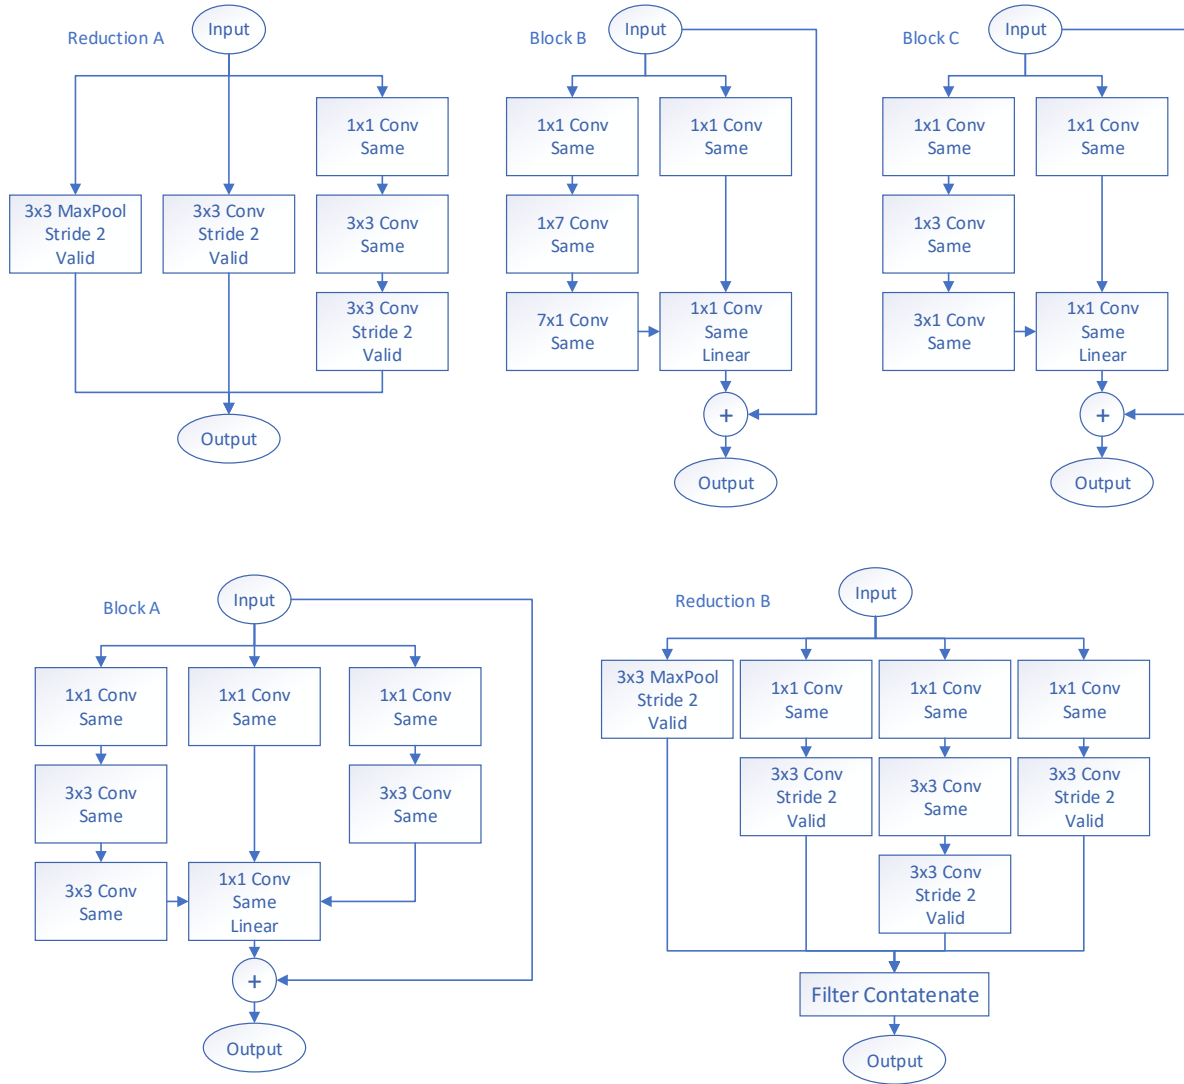 Reduction A
Input
1x1 Conv
Same
3x3 MaxPool
Stride 2
Valid
3x3 Conv
Stride 2
Valid
3x3 Conv
Same
3x3 Conv
Stride 2
Valid
Output
Block B
Input
1x1 Conv
Same
1x1 Conv
Same
1x7 Conv
Same
7x1 Conv
Same
1x1 Conv
Same
Linear
+
Output
Block C
Input
1x1 Conv
Same
1x1 Conv
Same
1x3 Conv
Same
3x1 Conv
Same
1x1 Conv
Same
Linear
+
Output
Block A
Input
1x1 Conv
Same
1x1 Conv
Same
1x1 Conv
Same
3x3 Conv
Same
3x3 Conv
Same
3x3 Conv
Same
1x1 Conv
Same
Linear
+
Output
Reduction B
Input
3x3 MaxPool
Stride 2
Valid
1x1 Conv
Same
1x1 Conv
Same
1x1 Conv
Same
3x3 Conv
Stride 2
Valid
3x3 Conv
Same
3x3 Conv
Stride 2
Valid
3x3 Conv
Stride 2
Valid
Filter Contatenate
Output